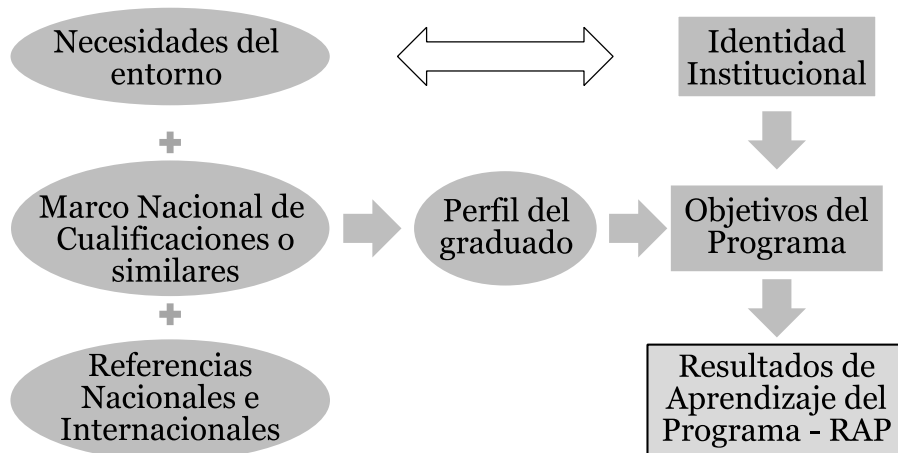 Necesidades del
entorno
Identidad
Institucional
+
Marco Nacional de
Cualificaciones o
similares
Perfil del
graduado
Objetivos del
Programa
+
Referencias
Nacionales e
Internacionales
Resultados de
Aprendizaje del
Programa - RAP